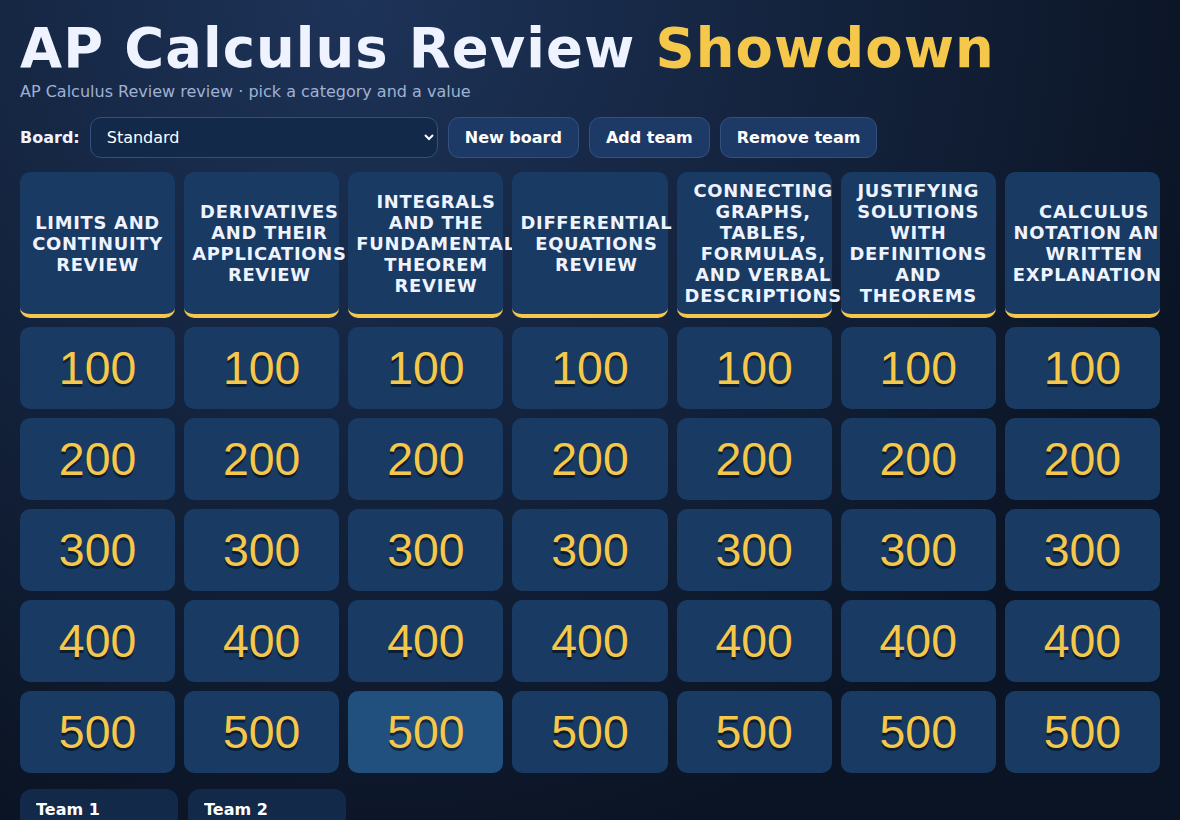 AP Calculus Review Showdown
AP Calculus Review review · pick a category and a value
Board: Standard New board Add team Remove team
LIMITS AND
CONTINUITY
REVIEW
DERIVATIVES
AND THEIR
APPLICATIONS
REVIEW
INTEGRALS
AND THE
FUNDAMENTAL
THEOREM
REVIEW
DIFFERENTIAL
EQUATIONS
REVIEW
CONNECTING
GRAPHS,
TABLES,
FORMULAS,
AND VERBAL
DESCRIPTIONS
JUSTIFYING
SOLUTIONS
WITH
DEFINITIONS
AND
THEOREMS
CALCULUS
NOTATION AN
WRITTEN
EXPLANATION
100 100 100 100 100 100 100
200 200 200 200 200 200 200
300 300 300 300 300 300 300
400 400 400 400 400 400 400
500 500 500 500 500 500 500
Team 1 Team 2